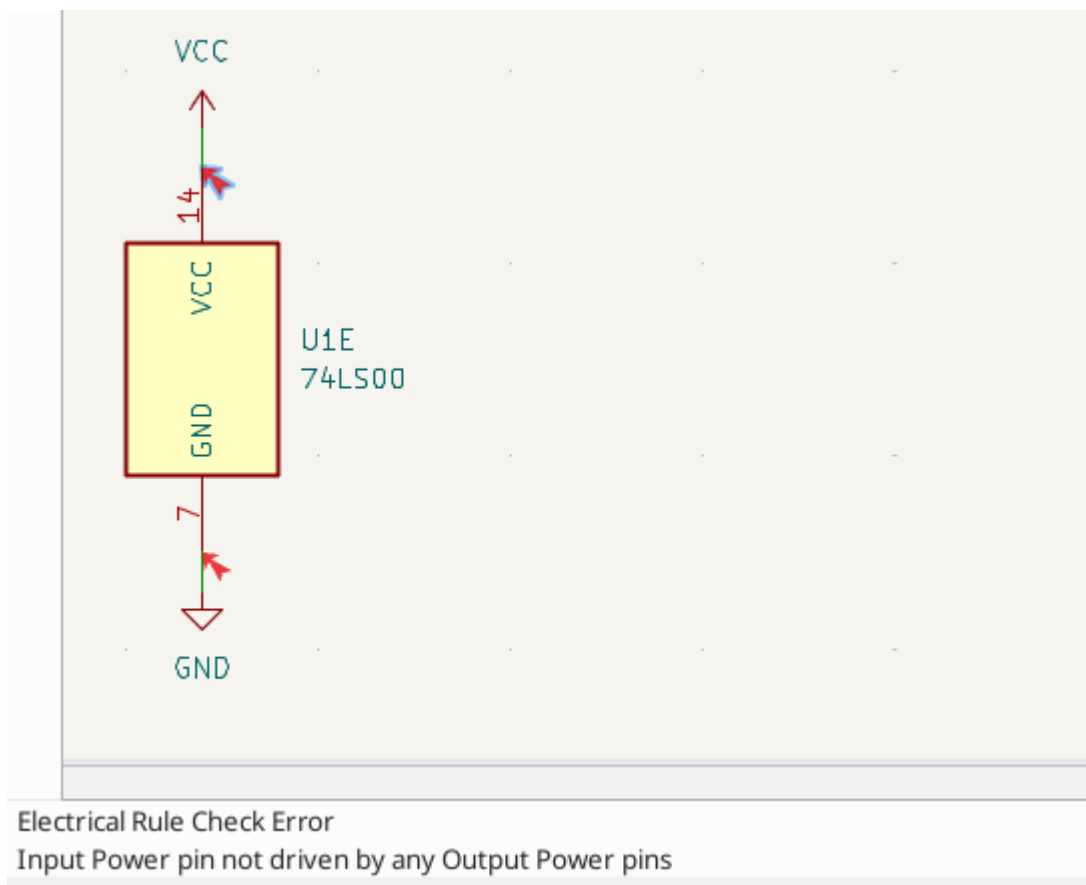 VCC
14
VCC
U1E
74LS00
GND
7
GND
Electrical Rule Check Error
Input Power pin not driven by any Output Power pins